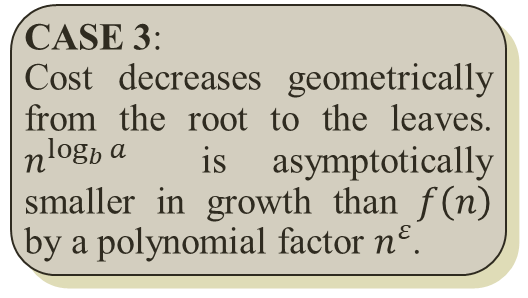 CASE 3:
Cost decreases geometrically
from the root to the leaves.
$n^{\log_b a}$ is asymptotically
smaller in growth than $f(n)$
by a polynomial factor $n^{\varepsilon}$.